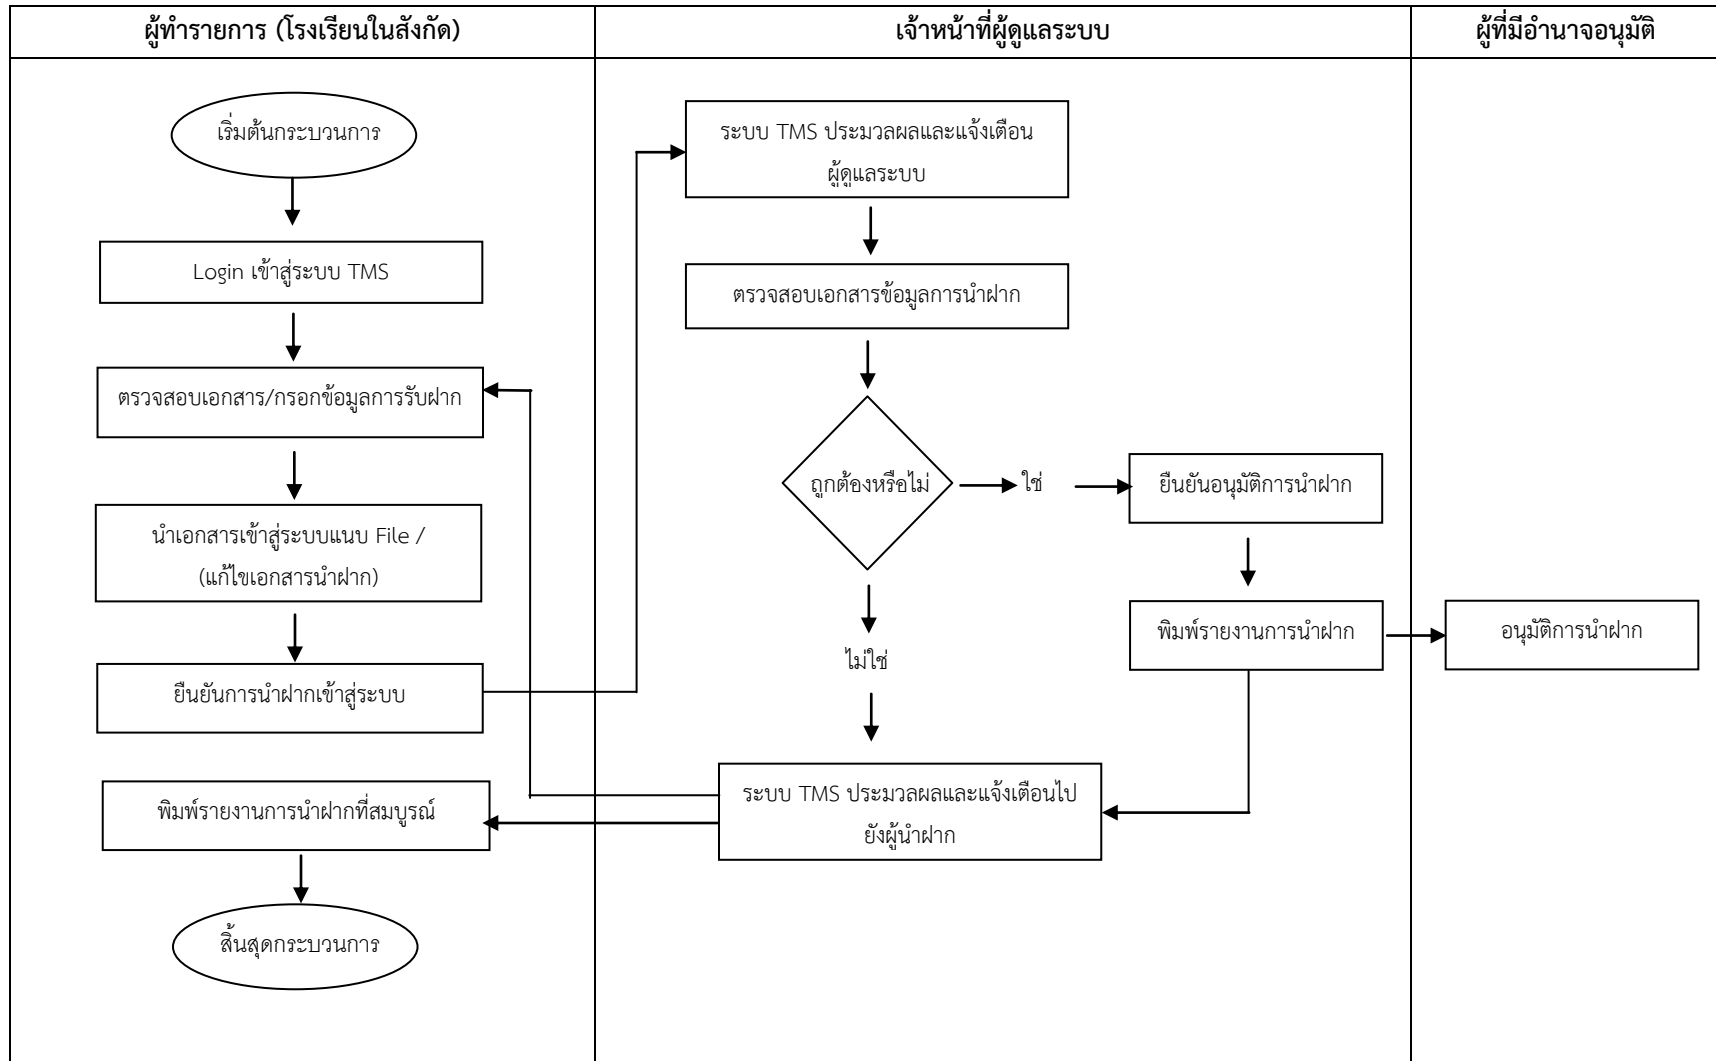 ผู้ทำรายการ (โรงเรียนในสังกัด)
เจ้าหน้าที่ผู้ดูแลระบบ
ผู้ที่มีอำนาจอนุมัติ
เริ่มต้นกระบวนการ
Login เข้าสู่ระบบ TMS
ตรวจสอบเอกสาร/กรอกข้อมูลการรับฝาก
นำเอกสารเข้าสู่ระบบแนบ File /
(แก้ไขเอกสารนำฝาก)
ยืนยันการนำฝากเข้าสู่ระบบ
พิมพ์รายงานการนำฝากที่สมบูรณ์
สิ้นสุดกระบวนการ
ระบบ TMS ประมวลผลและแจ้งเตือน
ผู้ดูแลระบบ
ตรวจสอบเอกสารข้อมูลการนำฝาก
ถูกต้องหรือไม่
ใช่
ยืนยันอนุมัติการนำฝาก
ไม่ใช่
พิมพ์รายงานการนำฝาก
ระบบ TMS ประมวลผลและแจ้งเตือนไป
ยังผู้นำฝาก
อนุมัติการนำฝาก